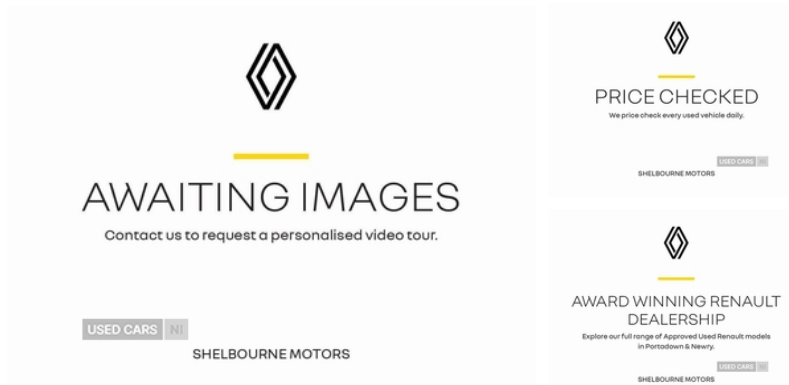 AWAITING IMAGES
Contact us to request a personalised video tour.
USED CARS NI
SHELBOURNE MOTORS
PRICE CHECKED
We price check every used vehicle daily.
USED CARS NI
SHELBOURNE MOTORS
AWARD WINNING RENAULT
DEALERSHIP
Explore our full range of Approved Used Renault models
in Portadown & Newry.
USED CARS NI
SHELBOURNE MOTORS